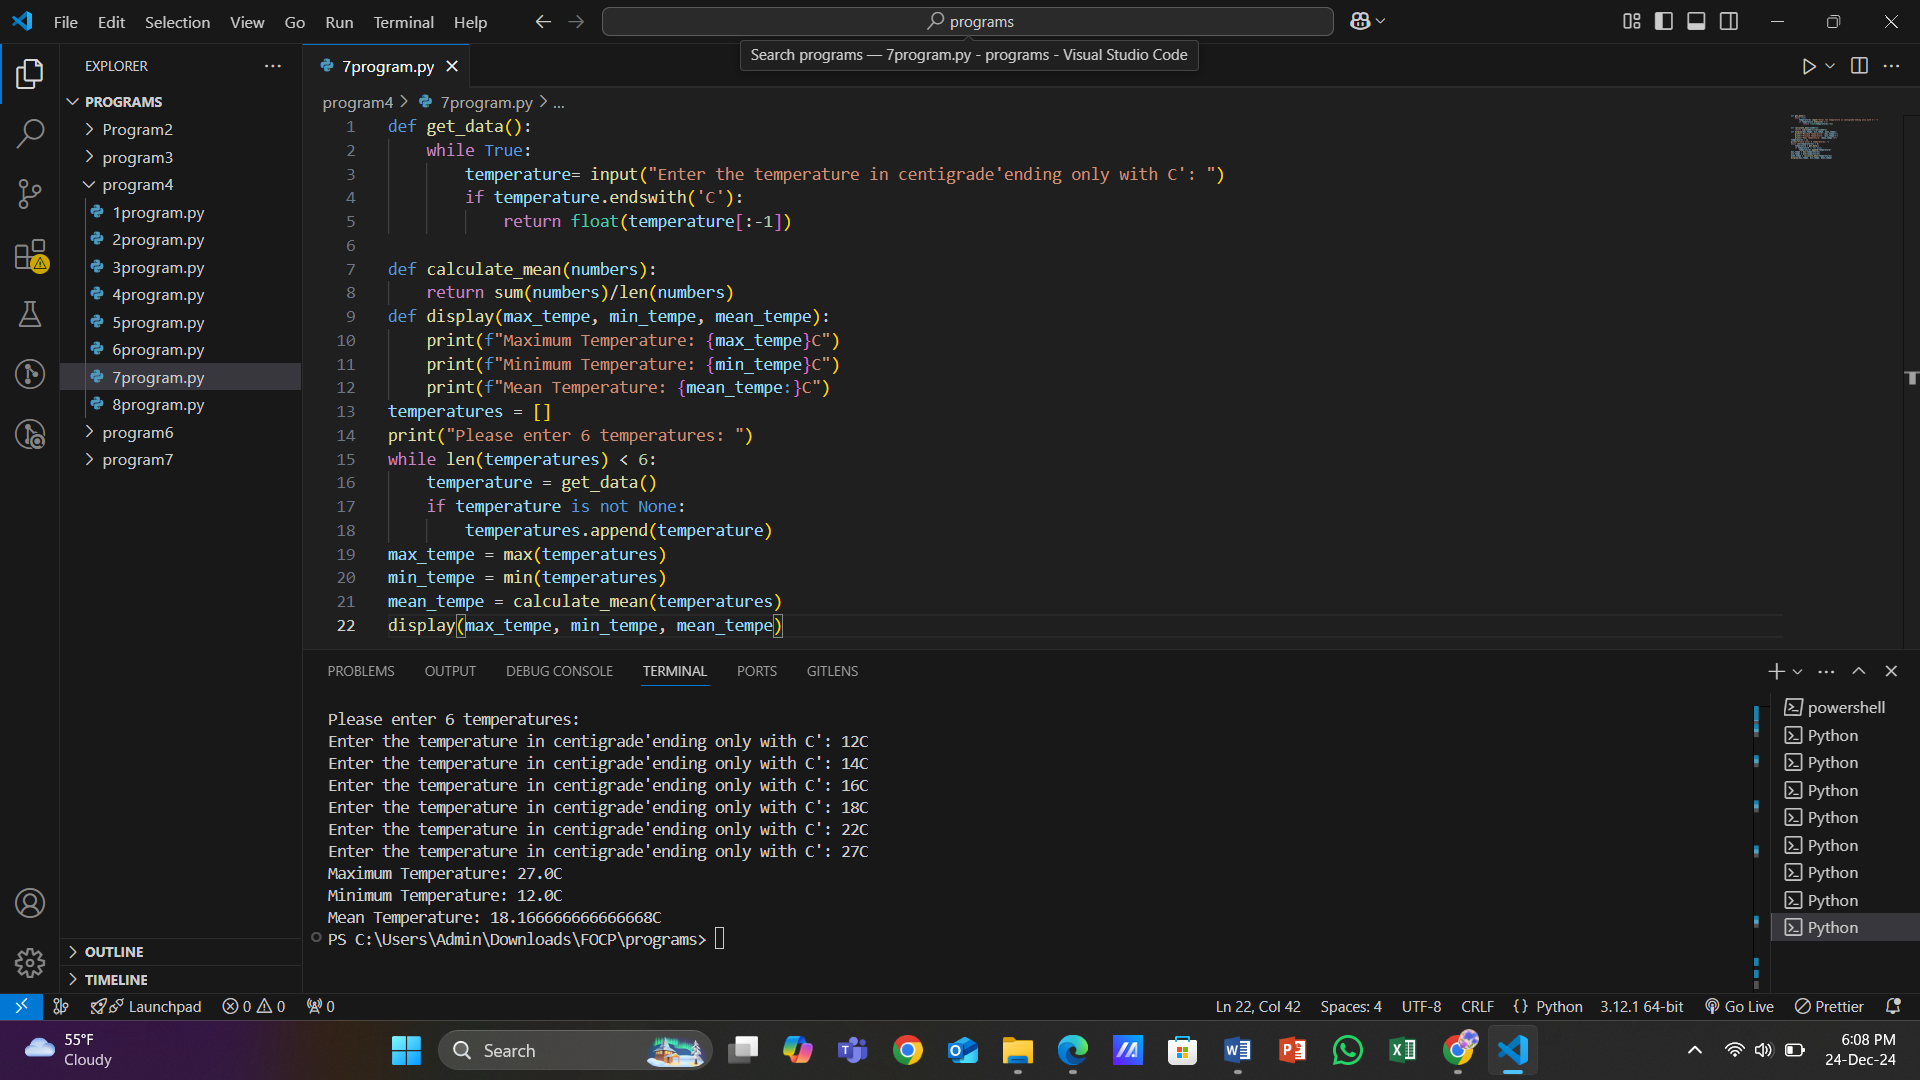 File Edit Selection View Go Run Terminal Help programs
Search programs — 7program.py - programs - Visual Studio Code
EXPLORER
PROGRAMS
Program2
program3
program4
1program.py
2program.py
3program.py
4program.py
5program.py
6program.py
7program.py
8program.py
program6
program7
OUTLINE
TIMELINE
7program.py
program4 > 7program.py > ...
1 def get_data():
2 while True:
3 temperature= input("Enter the temperature in centigrade'ending only with C': ")
4 if temperature.endswith('C'):
5 return float(temperature[:-1])
6
7 def calculate_mean(numbers):
8 return sum(numbers)/len(numbers)
9 def display(max_tempe, min_tempe, mean_tempe):
10 print(f"Maximum Temperature: {max_tempe}C")
11 print(f"Minimum Temperature: {min_tempe}C")
12 print(f"Mean Temperature: {mean_tempe:}C")
13 temperatures = []
14 print("Please enter 6 temperatures: ")
15 while len(temperatures) < 6:
16 temperature = get_data()
17 if temperature is not None:
18 temperatures.append(temperature)
19 max_tempe = max(temperatures)
20 min_tempe = min(temperatures)
21 mean_tempe = calculate_mean(temperatures)
22 display(max_tempe, min_tempe, mean_tempe)
PROBLEMS OUTPUT DEBUG CONSOLE TERMINAL PORTS GITLENS
Please enter 6 temperatures:
Enter the temperature in centigrade'ending only with C': 12C
Enter the temperature in centigrade'ending only with C': 14C
Enter the temperature in centigrade'ending only with C': 16C
Enter the temperature in centigrade'ending only with C': 18C
Enter the temperature in centigrade'ending only with C': 22C
Enter the temperature in centigrade'ending only with C': 27C
Maximum Temperature: 27.0C
Minimum Temperature: 12.0C
Mean Temperature: 18.166666666666668C
PS C:\Users\Admin\Downloads\FOCP\programs>
powershell
Python
Python
Python
Python
Python
Python
Python
Python
Launchpad 0 0 0 Ln 22, Col 42 Spaces: 4 UTF-8 CRLF {} Python 3.12.1 64-bit Go Live Prettier
55°F
Cloudy
Search
6:08 PM
24-Dec-24